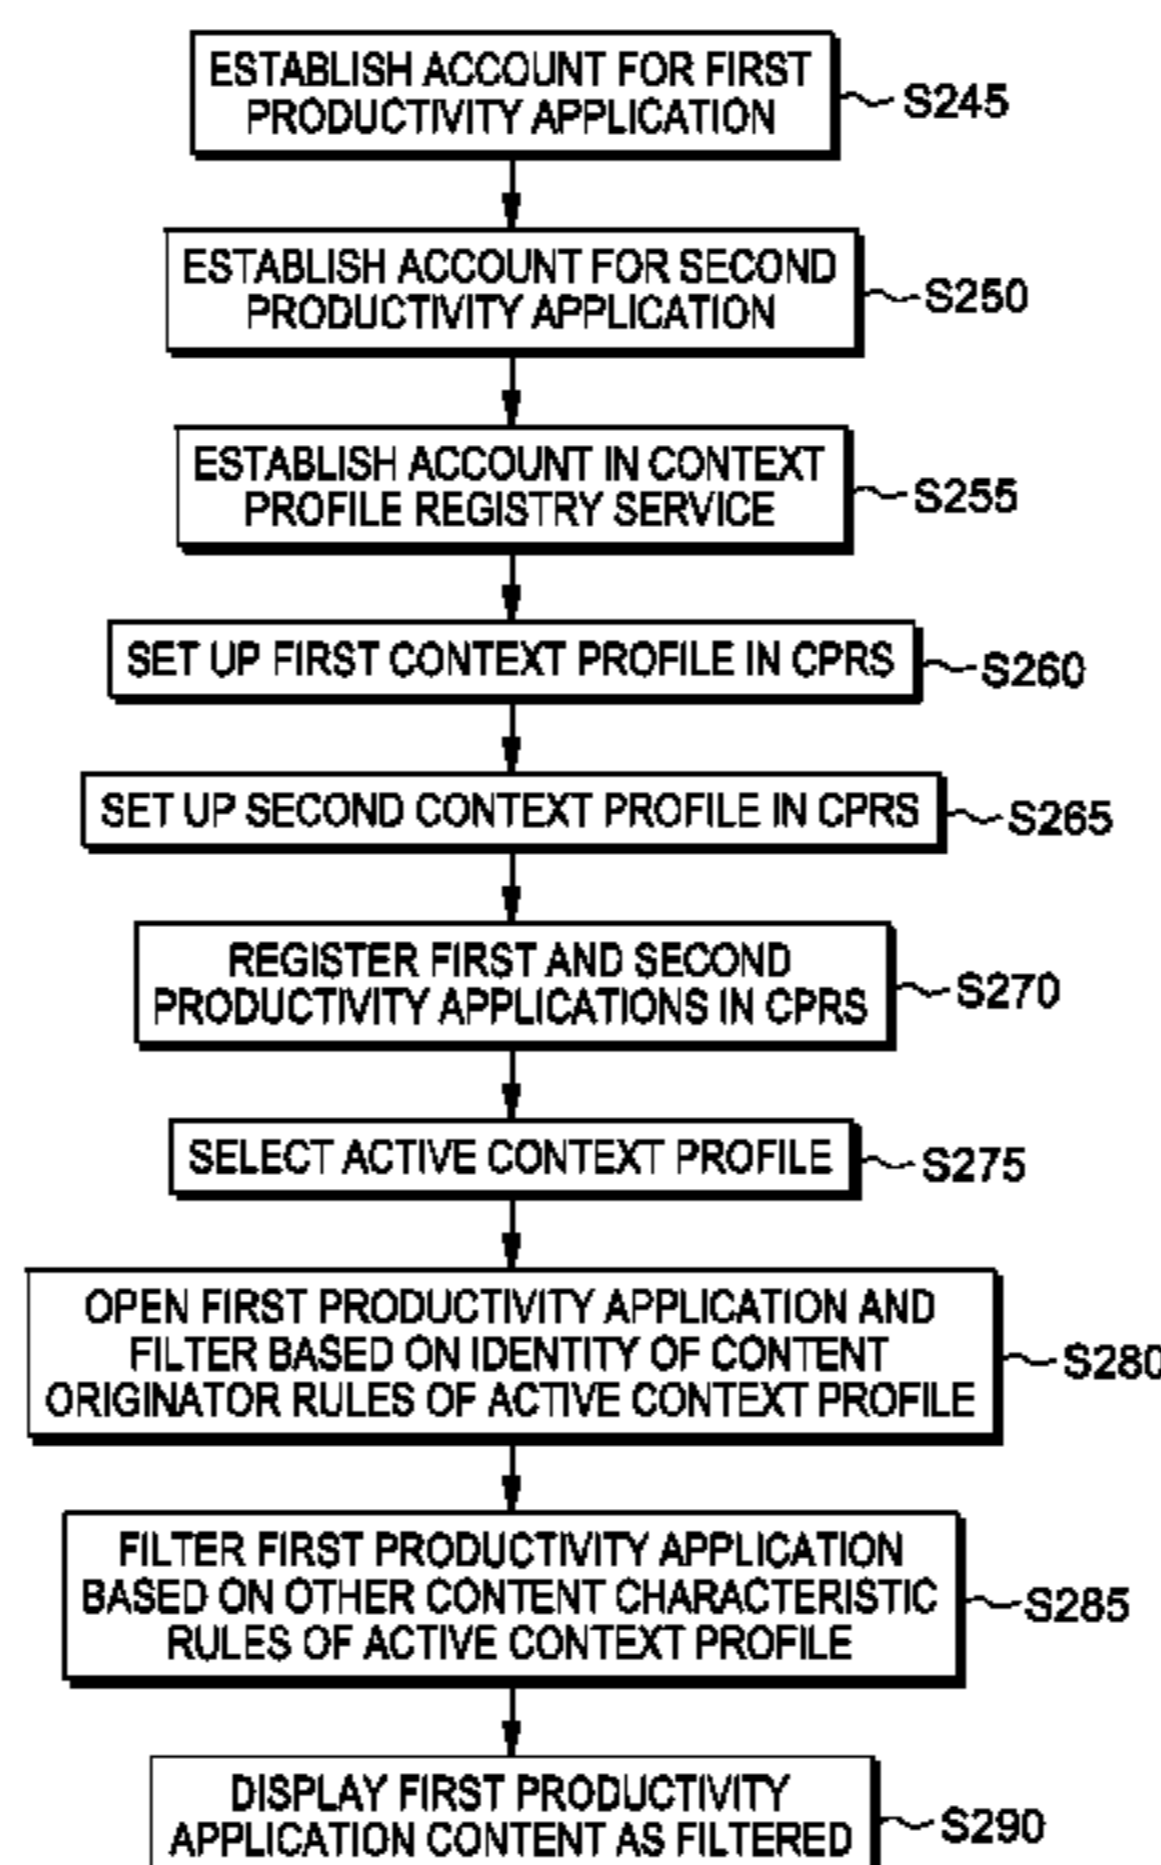 ESTABLISH ACCOUNT FOR FIRST
PRODUCTIVITY APPLICATION
S245
ESTABLISH ACCOUNT FOR SECOND
PRODUCTIVITY APPLICATION
S250
ESTABLISH ACCOUNT IN CONTEXT
PROFILE REGISTRY SERVICE
S255
SET UP FIRST CONTEXT PROFILE IN CPRS
S260
SET UP SECOND CONTEXT PROFILE IN CPRS
S265
REGISTER FIRST AND SECOND
PRODUCTIVITY APPLICATIONS IN CPRS
S270
SELECT ACTIVE CONTEXT PROFILE
S275
OPEN FIRST PRODUCTIVITY APPLICATION AND
FILTER BASED ON IDENTITY OF CONTENT
ORIGINATOR RULES OF ACTIVE CONTEXT PROFILE
S280
FILTER FIRST PRODUCTIVITY APPLICATION
BASED ON OTHER CONTENT CHARACTERISTIC
RULES OF ACTIVE CONTEXT PROFILE
S285
DISPLAY FIRST PRODUCTIVITY
APPLICATION CONTENT AS FILTERED
S290